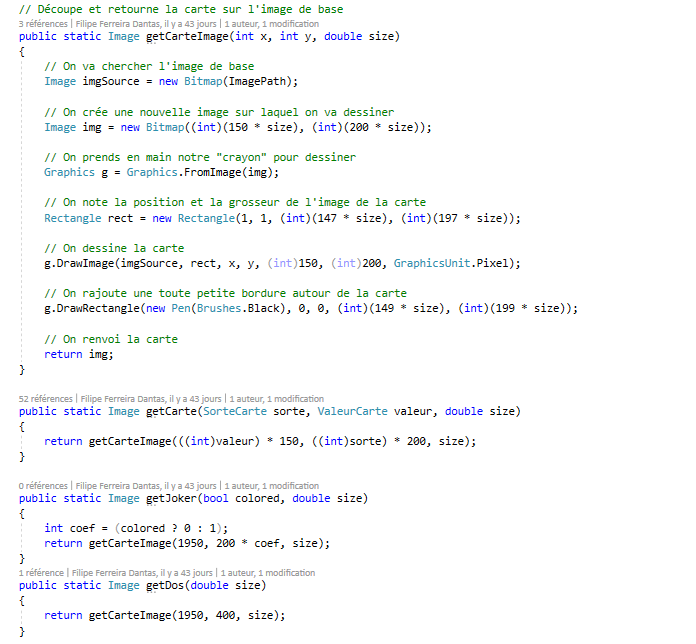 // Découpe et retourne la carte sur l'image de base
3 références | Filipe Ferreira Dantas, il y a 43 jours | 1 auteur, 1 modification
public static Image getCarteImage(int x, int y, double size)
{
// On va chercher l'image de base
Image imgSource = new Bitmap(ImagePath);
// On crée une nouvelle image sur laquel on va dessiner
Image img = new Bitmap((int)(150 * size), (int)(200 * size));
// On prends en main notre "crayon" pour dessiner
Graphics g = Graphics.FromImage(img);
// On note la position et la grosseur de l'image de la carte
Rectangle rect = new Rectangle(1, 1, (int)(147 * size), (int)(197 * size));
// On dessine la carte
g.DrawImage(imgSource, rect, x, y, (int)150, (int)200, GraphicsUnit.Pixel);
// On rajoute une toute petite bordure autour de la carte
g.DrawRectangle(new Pen(Brushes.Black), 0, 0, (int)(149 * size), (int)(199 * size));
// On renvoi la carte
return img;
}
52 références | Filipe Ferreira Dantas, il y a 43 jours | 1 auteur, 1 modification
public static Image getCarte(SorteCarte sorte, ValeurCarte valeur, double size)
{
return getCarteImage(((int)valeur) * 150, ((int)sorte) * 200, size);
}
0 références | Filipe Ferreira Dantas, il y a 43 jours | 1 auteur, 1 modification
public static Image getJoker(bool colored, double size)
{
int coef = (colored ? 0 : 1);
return getCarteImage(1950, 200 * coef, size);
}
1 référence | Filipe Ferreira Dantas, il y a 43 jours | 1 auteur, 1 modification
public static Image getDos(double size)
{
return getCarteImage(1950, 400, size);
}